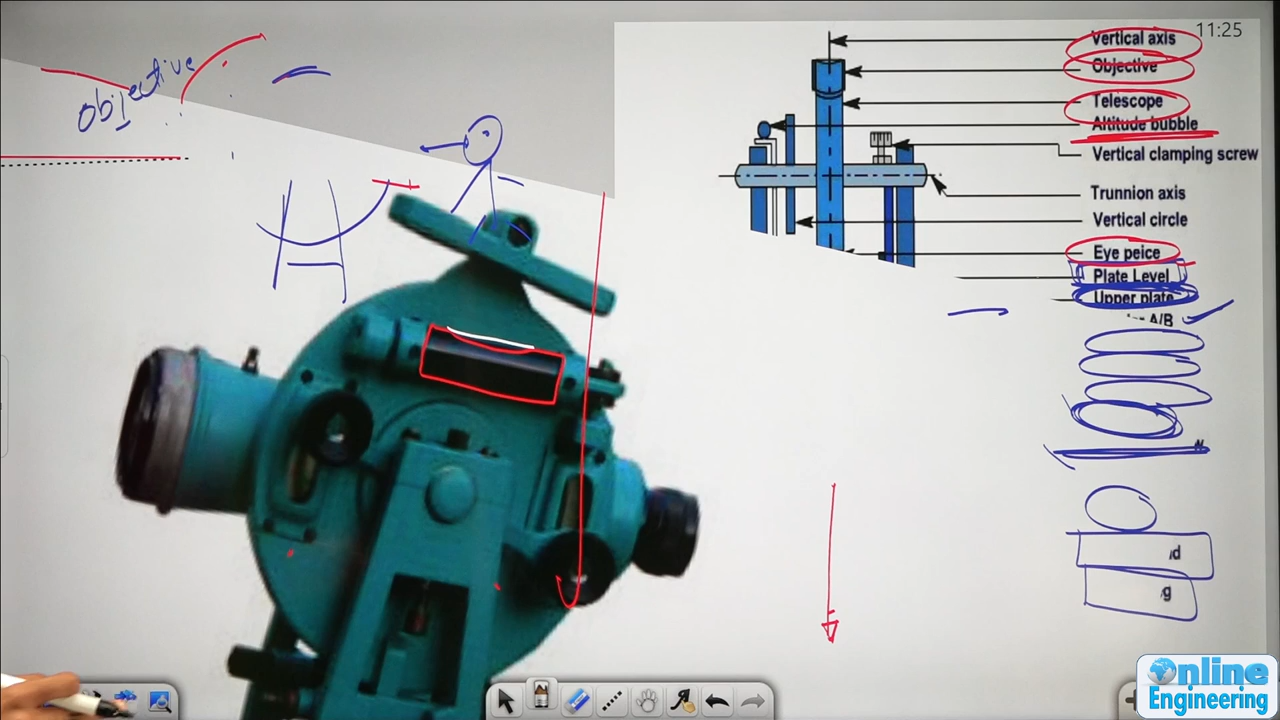 11:25
objective
Vertical axis
Objective
Telescope
Altitude bubble
Vertical clamping screw
Trunnion axis
Vertical circle
Eye peice
Plate Level
Upper plate
A/B
d
g
Online
Engineering